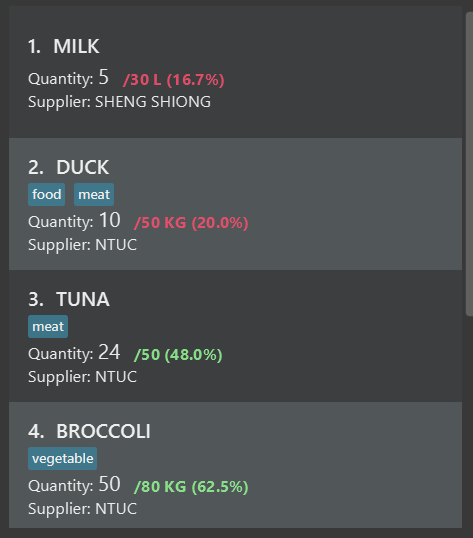 1. MILK
Quantity: 5 /30 L (16.7%)
Supplier: SHENG SHIONG
2. DUCK
food meat
Quantity: 10 /50 KG (20.0%)
Supplier: NTUC
3. TUNA
meat
Quantity: 24 /50 (48.0%)
Supplier: NTUC
4. BROCCOLI
vegetable
Quantity: 50 /80 KG (62.5%)
Supplier: NTUC